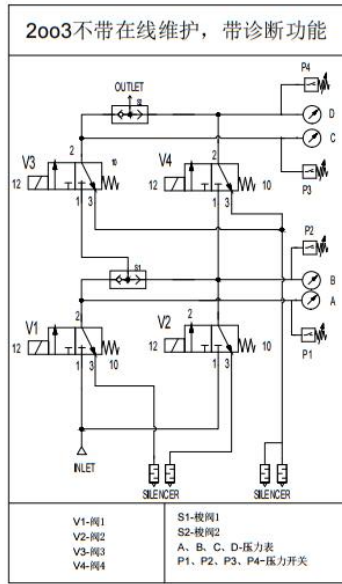 2oo3不带在线维护，带诊断功能
P4
OUTLET
S2
D
C
V3
2
10
V4
2
12
12
10
P3
1
3
1
3
P2
S1
B
A
V1
2
V2
2
12
10
12
10
P1
1
3
1
3
INLET
SILENCER
SILENCER
V1-阀1
V2-阀2
V3-阀3
V4-阀4
S1-梭阀1
S2-梭阀2
A、B、C、D-压力表
P1、P2、P3、P4-压力开关